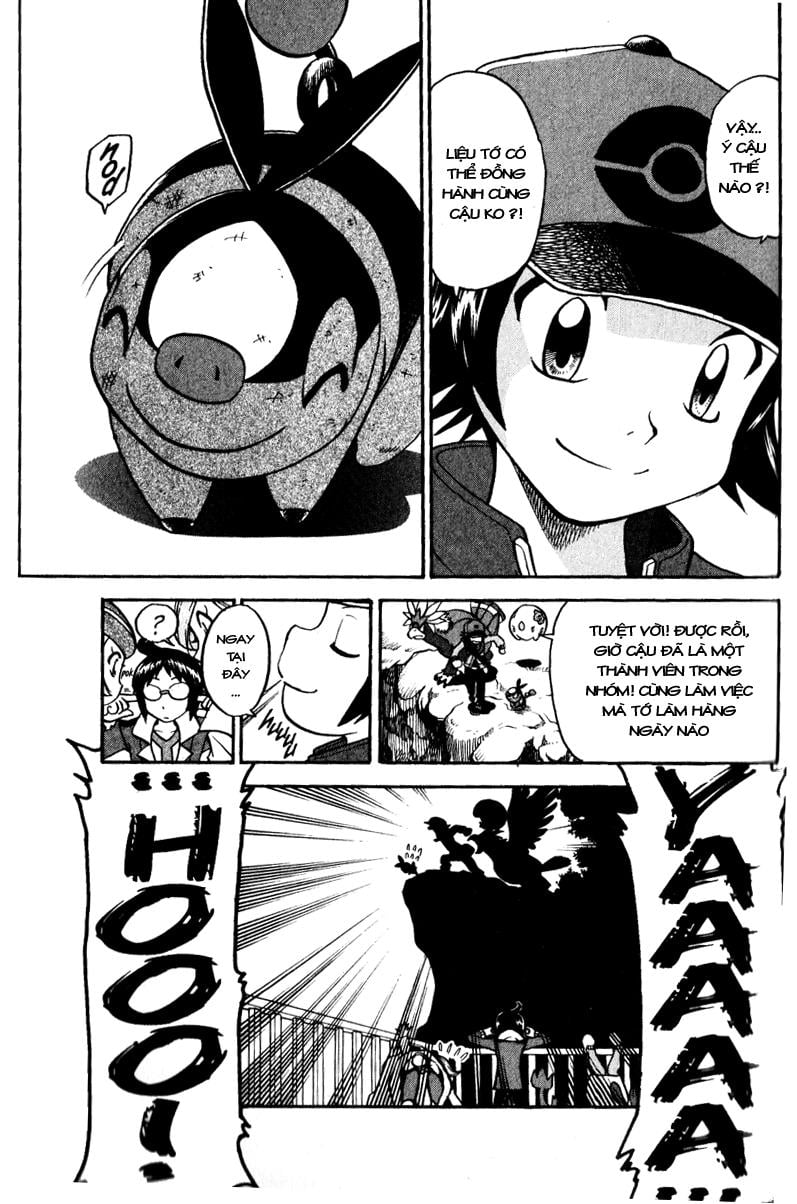 VẬY...
Ý CẬU
THẾ
NÀO ?!
LIỆU TỚ CÓ
THỂ ĐỒNG
HÀNH CÙNG
CẬU KO ?!
nod
TUYỆT VỜI! ĐƯỢC RỒI,
GIỜ CẬU ĐÃ LÀ MỘT
THÀNH VIÊN TRONG
NHÓM! CÙNG LÀM VIỆC
MÀ TỚ LÀM HÀNG
NGÀY NÀO
NGAY
TẠI
ĐÂY
...
?
YAAAAA...
...HOOO!